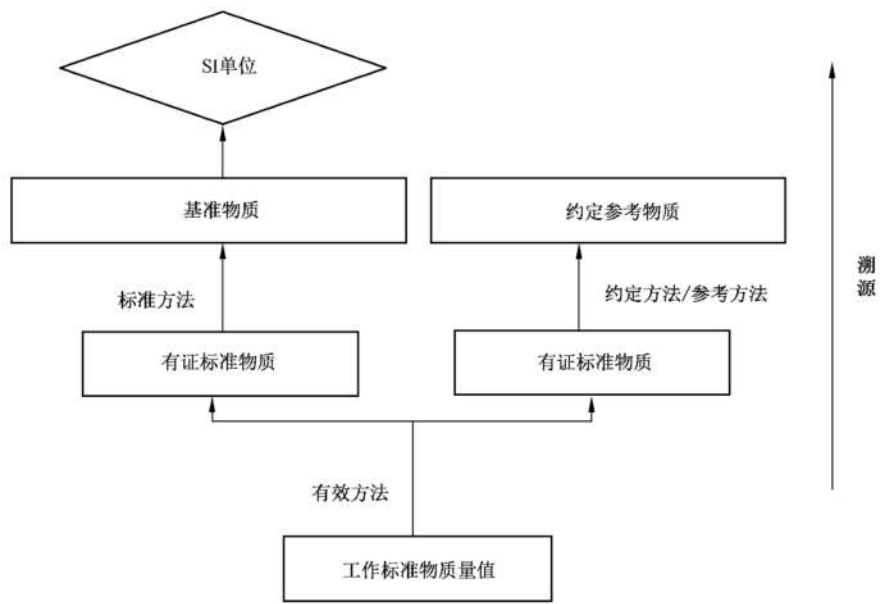 SI单位
基准物质
约定参考物质
标准方法
约定方法/参考方法
溯
源
有证标准物质
有证标准物质
有效方法
工作标准物质量值